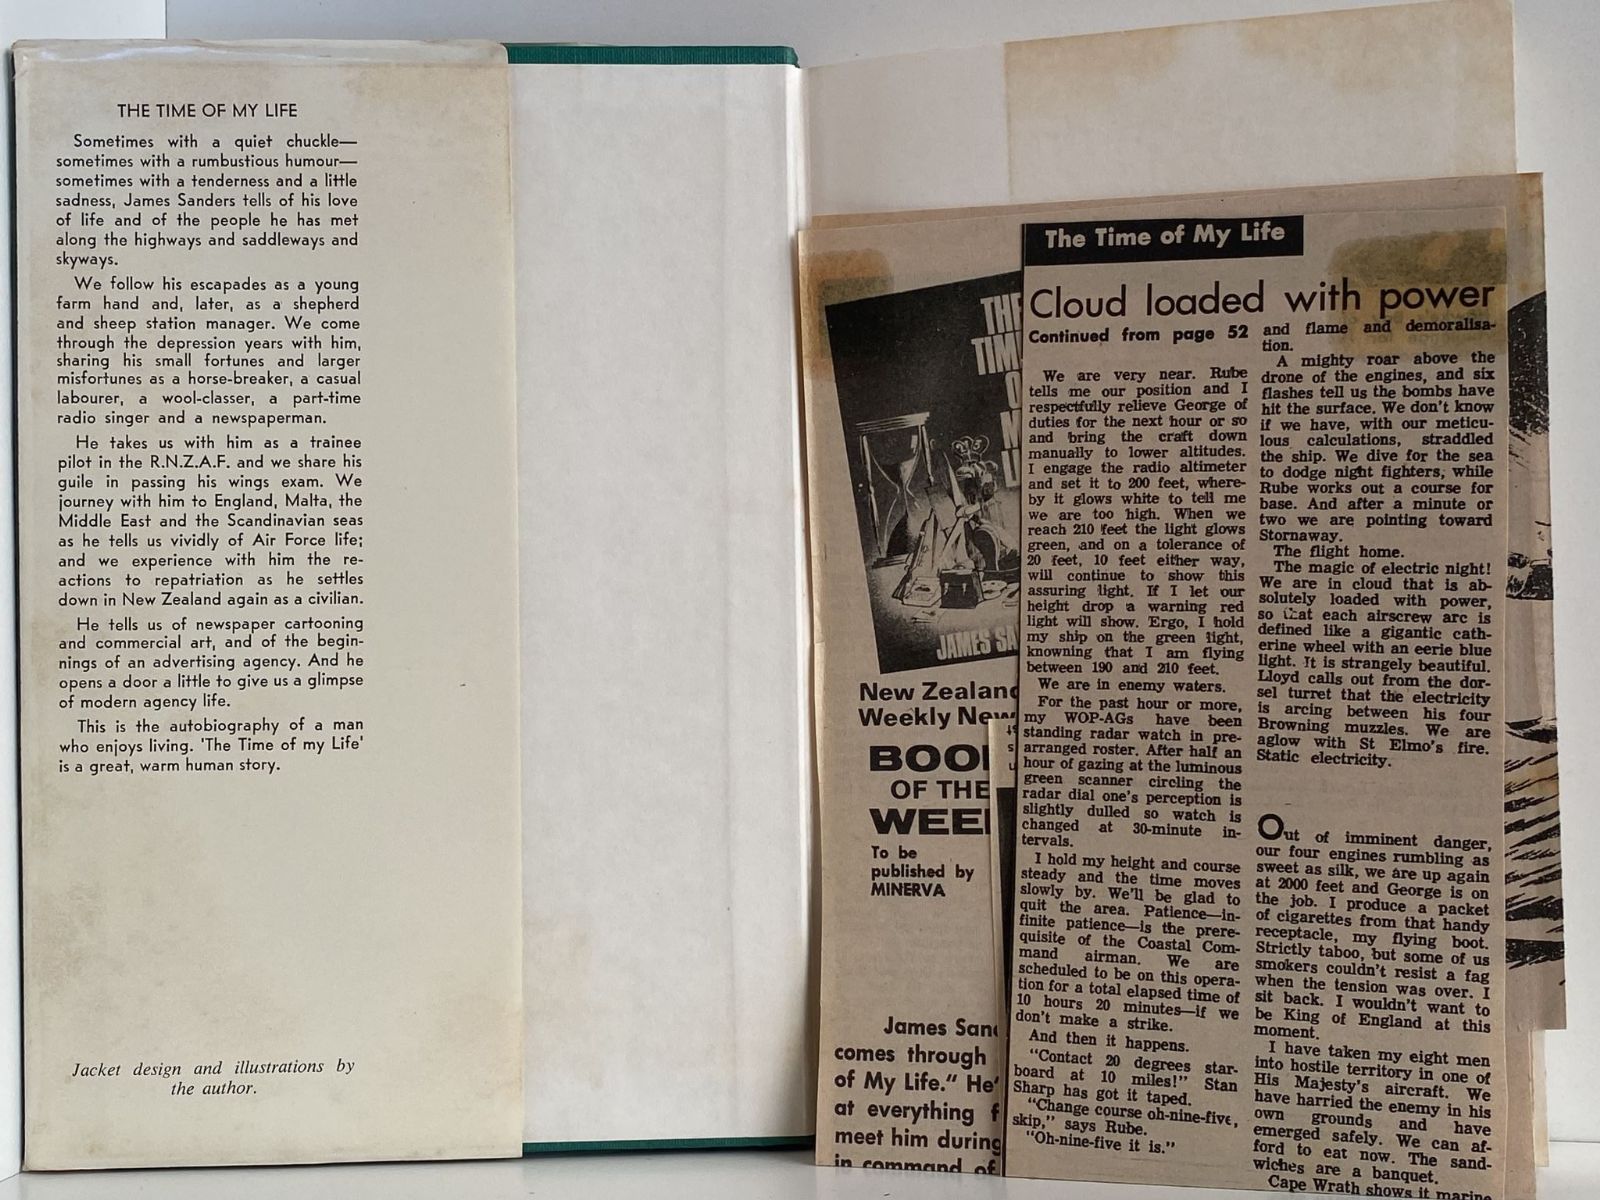 THE TIME OF MY LIFE
Sometimes with a quiet chuckle—
sometimes with a rumbustious humour—
sometimes with a tenderness and a little
sadness, James Sanders tells of his love
of life and of the people he has met
along the highways and saddleways and
skyways.
We follow his escapades as a young
farm hand and, later, as a shepherd
and sheep station manager. We come
through the depression years with him,
sharing his small fortunes and larger
misfortunes as a horse-breaker, a casual
labourer, a wool-classer, a part-time
radio singer and a newspaperman.
He takes us with him as a trainee
pilot in the R.N.Z.A.F. and we share his
guile in passing his wings exam. We
journey with him to England, Malta, the
Middle East and the Scandinavian seas
as he tells us vividly of Air Force life;
and we experience with him the re-
actions to repatriation as he settles
down in New Zealand again as a civilian.
He tells us of newspaper cartooning
and commercial art, and of the begin-
nings of an advertising agency. And he
opens a door a little to give us a glimpse
of modern agency life.
This is the autobiography of a man
who enjoys living. 'The Time of my Life'
is a great, warm human story.
Jacket design and illustrations by
the author.
THE
TIM
O
M
L
JAMES SA
New Zealand
Weekly New
BOO
OF THE
WEE
To be
published by
MINERVA
James San
comes through
of My Life." He'
at everything f
meet him during
in command of
The Time of My Life
Cloud loaded with power
Continued from page 52
We are very near. Rube
tells me our position and I
respectfully relieve George of
duties for the next hour or so
and bring the craft down
manually to lower altitudes.
I engage the radio altimeter
and set it to 200 feet, where-
by it glows white to tell me
we are too high. When we
reach 210 feet the light glows
green, and on a tolerance of
20 feet, 10 feet either way,
will continue to show this
assuring light. If I let our
height drop a warning red
light will show. Ergo, I hold
my ship on the green light,
knowning that I am flying
between 190 and 210 feet.
We are in enemy waters.
For the past hour or more,
my WOP-AGs have been
standing radar watch in pre-
arranged roster. After half an
hour of gazing at the luminous
green scanner circling the
radar dial one's perception is
slightly dulled so watch is
changed at 30-minute in-
tervals.
I hold my height and course
steady and the time moves
slowly by. We'll be glad to
quit the area. Patience—in-
finite patience—is the prere-
quisite of the Coastal Com-
mand airman. We are
scheduled to be on this opera-
tion for a total elapsed time of
10 hours 20 minutes—if we
don't make a strike.
And then it happens.
"Contact 20 degrees star-
board at 10 miles!" Stan
Sharp has got it taped.
"Change course oh-nine-five,
skip," says Rube.
"Oh-nine-five it is."
and flame and demoralisa-
tion.
A mighty roar above the
drone of the engines, and six
flashes tell us the bombs have
hit the surface. We don't know
if we have, with our meticu-
lous calculations, straddled
the ship. We dive for the sea
to dodge night fighters, while
Rube works out a course for
base. And after a minute or
two we are pointing toward
Stornaway.
The flight home.
The magic of electric night!
We are in cloud that is ab-
solutely loaded with power,
so that each airscrew arc is
defined like a gigantic cath-
erine wheel with an eerie blue
light. It is strangely beautiful.
Lloyd calls out from the dor-
sel turret that the electricity
is arcing between his four
Browning muzzles. We are
aglow with St Elmo's fire.
Static electricity.
Out of imminent danger,
our four engines rumbling as
sweet as silk, we are up again
at 2000 feet and George is on
the job. I produce a packet
of cigarettes from that handy
receptacle, my flying boot.
Strictly taboo, but some of us
smokers couldn't resist a fag
when the tension was over. I
sit back. I wouldn't want to
be King of England at this
moment.
I have taken my eight men
into hostile territory in one of
His Majesty's aircraft. We
have harried the enemy in his
own grounds and have
emerged safely. We can af-
ford to eat now. The sand-
wiches are a banquet.
Cape Wrath shows it marine